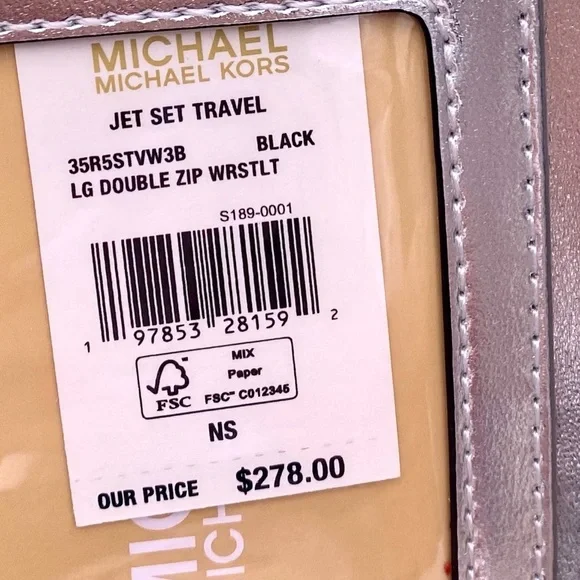 MICHAEL
MICHAEL KORS
JET SET TRAVEL
35R5STVW3B BLACK
LG DOUBLE ZIP WRSTLT
S189-0001
1 97853 28159 2
FSC
MIX
Paper
FSC™ C012345
NS
OUR PRICE $278.00